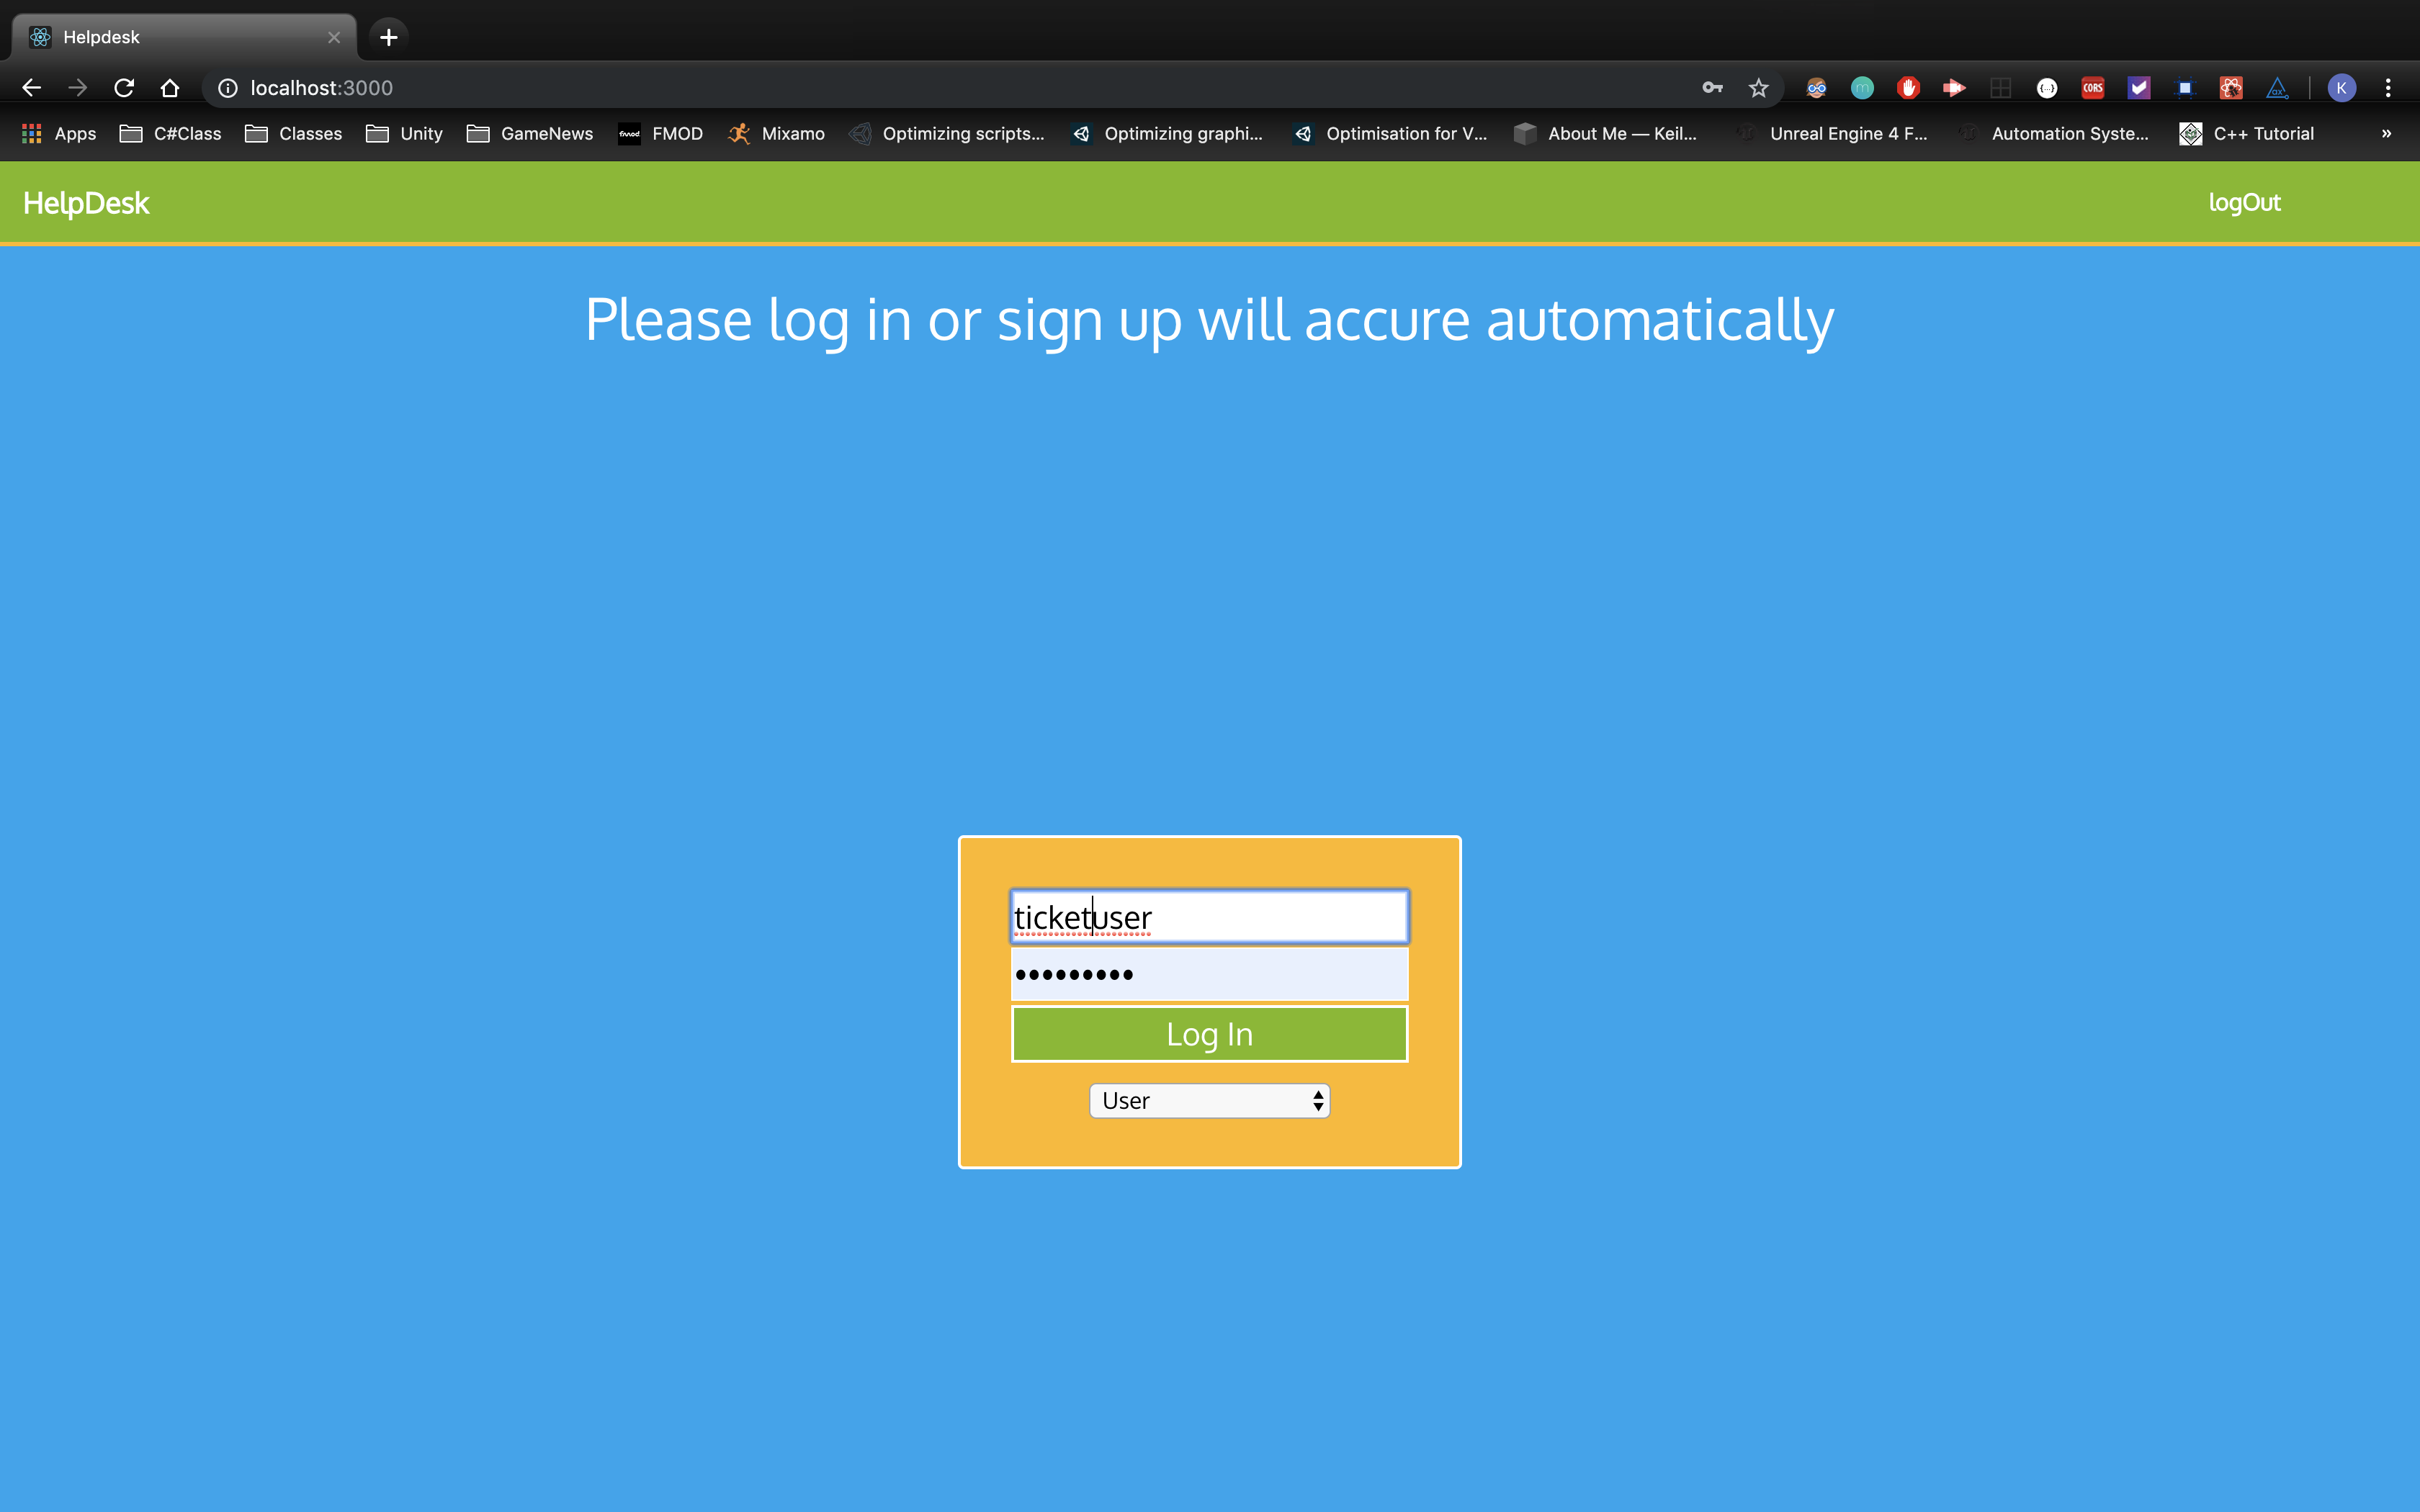 Helpdesk
localhost:3000
CORS
K
Apps C#Class Classes Unity GameNews fmod FMOD Mixamo Optimizing scripts... Optimizing graphi... Optimisation for V... About Me — Keil... Unreal Engine 4 F... Automation Syste... C++ Tutorial »
HelpDesk logOut
Please log in or sign up will accure automatically
ticketuser
•••••••••
Log In
User